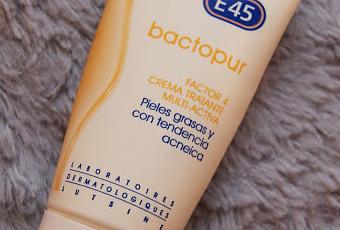 E45
bactopur
FACTOR 4
CREMA TRATANTE
MULTI-ACTIVA
Pieles grasas y
con tendencia
acneica
LABORATOIRES
DERMATOLOGIQUES
LUTSINE